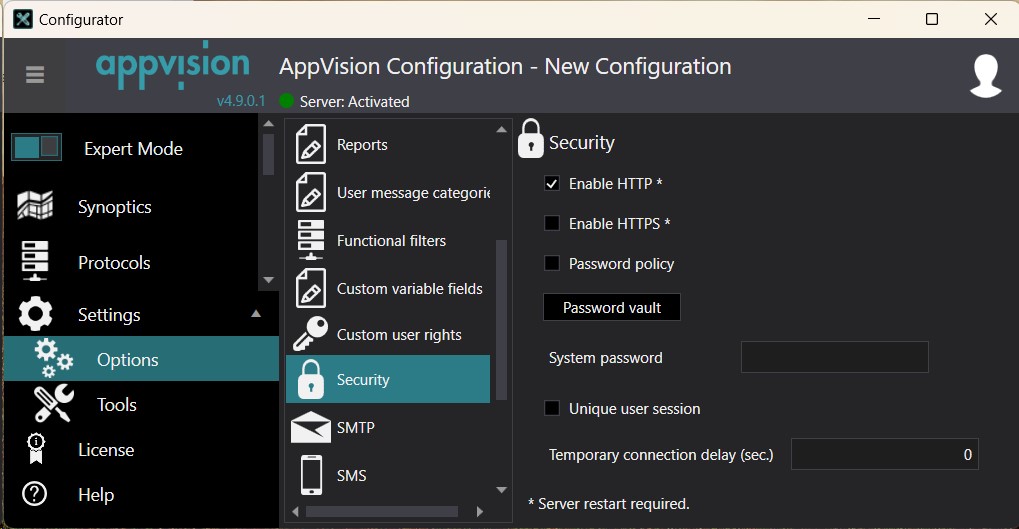 Configurator
appvision
v4.9.0.1
AppVision Configuration - New Configuration
Server: Activated
Expert Mode
Synoptics
Protocols
Settings
Options
Tools
License
Help
Reports
User message categorie
Functional filters
Custom variable fields
Custom user rights
Security
SMTP
SMS
Security
Enable HTTP *
Enable HTTPS *
Password policy
Password vault
System password
Unique user session
Temporary connection delay (sec.)
0
* Server restart required.